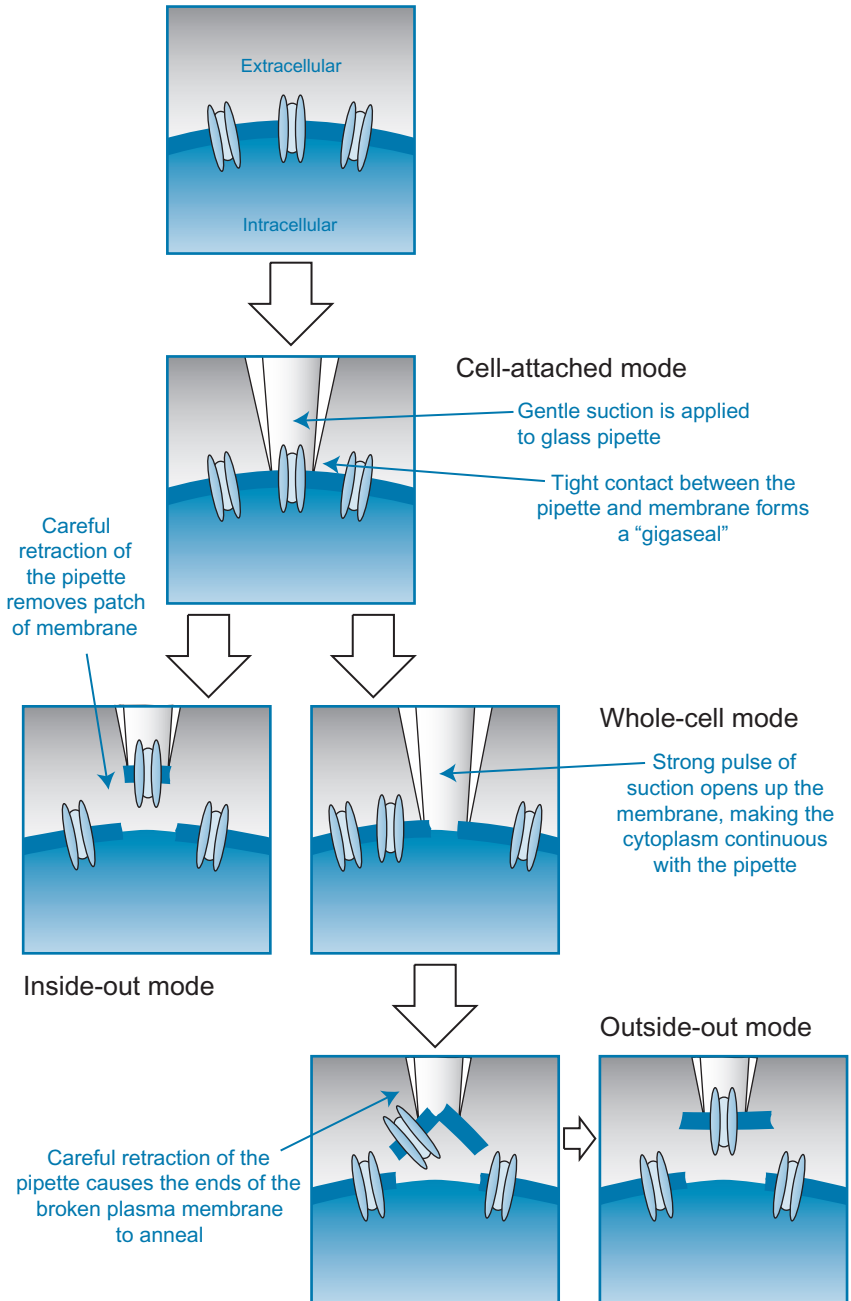 Extracellular
Intracellular
Cell-attached mode
Gentle suction is applied
to glass pipette
Tight contact between the
pipette and membrane forms
a “gigaseal”
Careful
retraction of
the pipette
removes patch
of membrane
Inside-out mode
Whole-cell mode
Strong pulse of
suction opens up the
membrane, making the
cytoplasm continuous
with the pipette
Outside-out mode
Careful retraction of the
pipette causes the ends of the
broken plasma membrane
to anneal